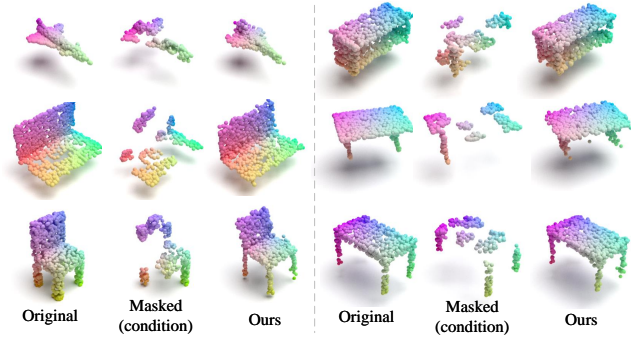 Original
Masked
(condition)
Ours
Original
Masked
(condition)
Ours